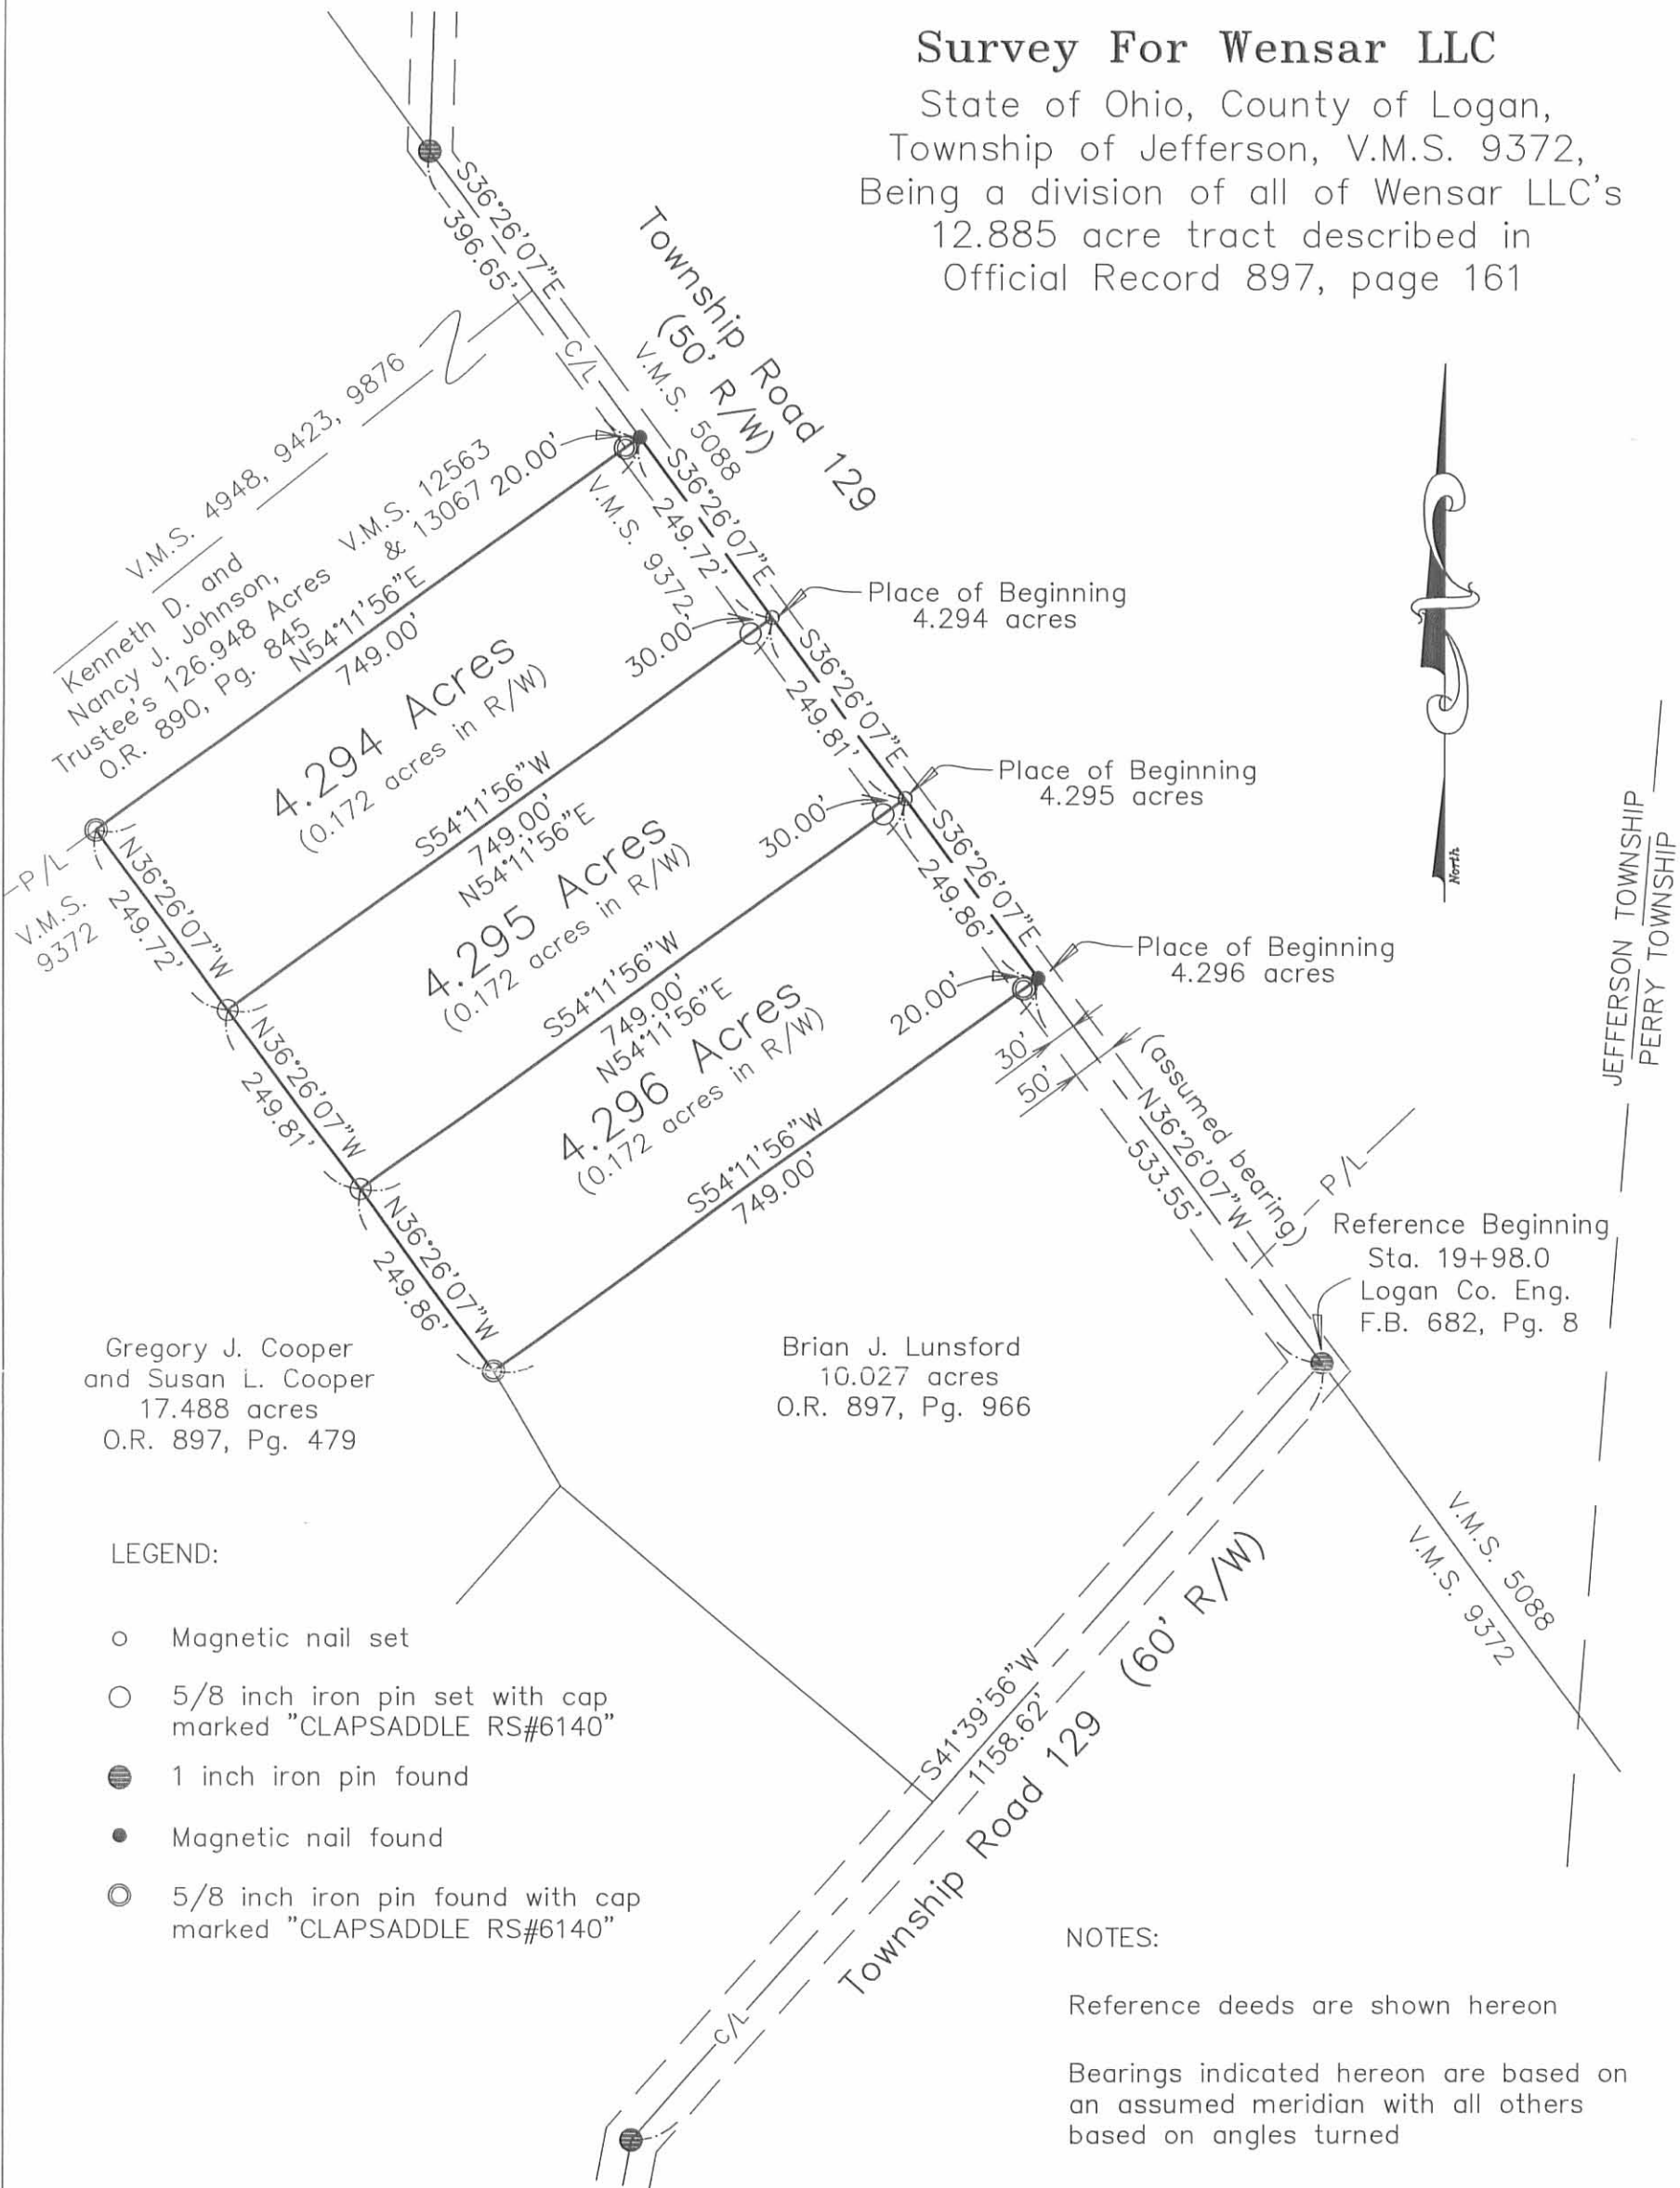 Survey For Wensar LLC
State of Ohio, County of Logan,
Township of Jefferson, V.M.S. 9372,
Being a division of all of Wensar LLC's
12.885 acre tract described in
Official Record 897, page 161
S36°26'07"E
396.65'
C/L
Township Road 129
(50' R/W)
V.M.S. 5088
V.M.S. 4948, 9423, 9876
Kenneth D. and
Nancy J. Johnson,
Trustee's 126.948 Acres
O.R. 890, Pg. 845
V.M.S. 12563
& 13067
20.00'
N54°11'56"E
749.00'
V.M.S. 9372
S36°26'07"E
249.72'
4.294 Acres
(0.172 acres in R/W)
30.00'
Place of Beginning
4.294 acres
S36°26'07"E
249.81'
P/L
V.M.S.
9372
N36°26'07"W
249.72'
S54°11'56"W
749.00'
N54°11'56"E
4.295 Acres
(0.172 acres in R/W)
30.00'
Place of Beginning
4.295 acres
S36°26'07"E
249.86'
N36°26'07"W
249.81'
S54°11'56"W
749.00'
N54°11'56"E
4.296 Acres
(0.172 acres in R/W)
20.00'
Place of Beginning
4.296 acres
30'
50'
North
JEFFERSON TOWNSHIP
PERRY TOWNSHIP
N36°26'07"W
249.86'
S54°11'56"W
749.00'
(assumed bearing)
N36°26'07"W
533.55'
P/L
Reference Beginning
Sta. 19+98.0
Logan Co. Eng.
F.B. 682, Pg. 8
Gregory J. Cooper
and Susan L. Cooper
17.488 acres
O.R. 897, Pg. 479
Brian J. Lunsford
10.027 acres
O.R. 897, Pg. 966
V.M.S. 5088
V.M.S. 9372
S41°39'56"W
1158.62'
Township Road 129 (60' R/W)
C/L
LEGEND:
Magnetic nail set
5/8 inch iron pin set with cap
marked "CLAPSADDLE RS#6140"
1 inch iron pin found
Magnetic nail found
5/8 inch iron pin found with cap
marked "CLAPSADDLE RS#6140"
NOTES:
Reference deeds are shown hereon
Bearings indicated hereon are based on
an assumed meridian with all others
based on angles turned